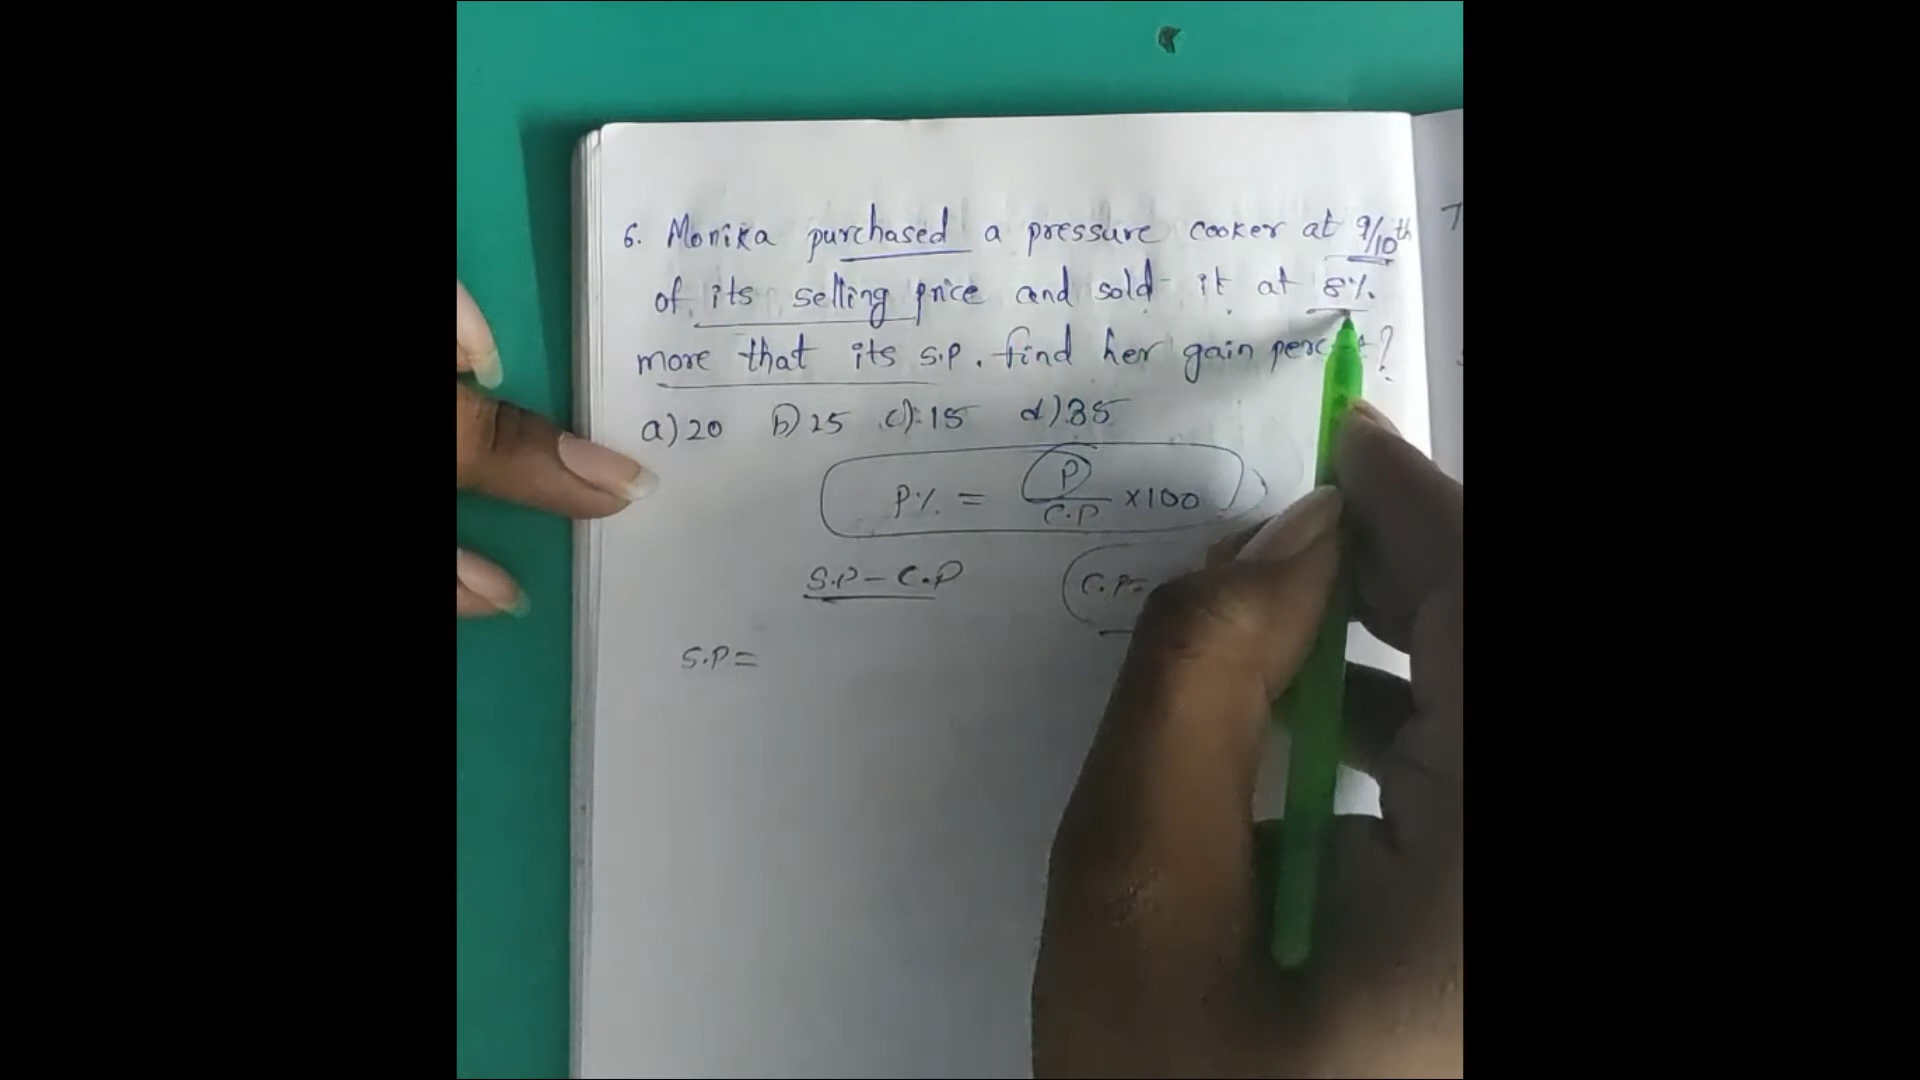 6. Monika purchased a pressure cooker at 9/10th
of its selling price and sold it at 8%
more that its s.p. find her gain ?
a) 20 b) 25 c) 15 d) 35
P% = P/C.P ×100
S.P - C.P
C.P=
S.P =